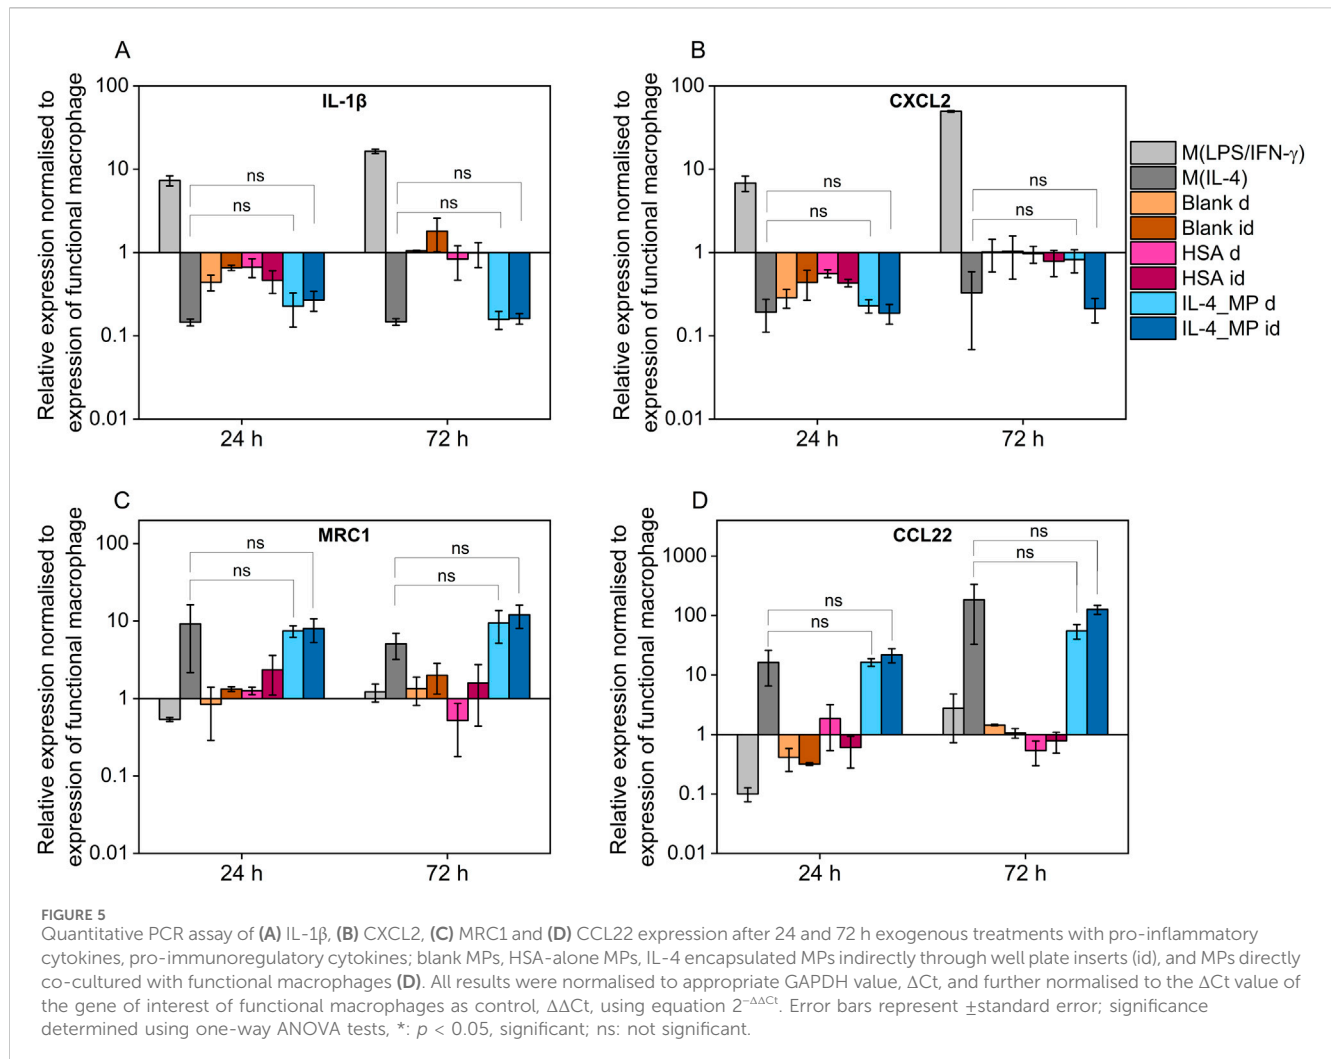 A
Relative expression normalised to
expression of functional macrophage
100
10
1
0.1
0.01
IL-1β
ns
ns
ns
ns
24 h
72 h
B
Relative expression normalised to
expression of functional macrophage
100
10
1
0.1
0.01
CXCL2
ns
ns
ns
ns
24 h
72 h
M(LPS/IFN-γ)
M(IL-4)
Blank d
Blank id
HSA d
HSA id
IL-4_MP d
IL-4_MP id
C
Relative expression normalised to
expression of functional macrophage
100
10
1
0.1
0.01
MRC1
ns
ns
ns
ns
24 h
72 h
D
Relative expression normalised to
expression of functional macrophage
1000
100
10
1
0.1
0.01
CCL22
ns
ns
ns
ns
24 h
72 h
FIGURE 5
Quantitative PCR assay of (A) IL-1β, (B) CXCL2, (C) MRC1 and (D) CCL22 expression after 24 and 72 h exogenous treatments with pro-inflammatory
cytokines, pro-immunoregulatory cytokines; blank MPs, HSA-alone MPs, IL-4 encapsulated MPs indirectly through well plate inserts (id), and MPs directly
co-cultured with functional macrophages (D). All results were normalised to appropriate GAPDH value, ΔCt, and further normalised to the ΔCt value of
the gene of interest of functional macrophages as control, ΔΔCt, using equation 2⁻ΔΔCt. Error bars represent ±standard error; significance
determined using one-way ANOVA tests, *: p < 0.05, significant; ns: not significant.